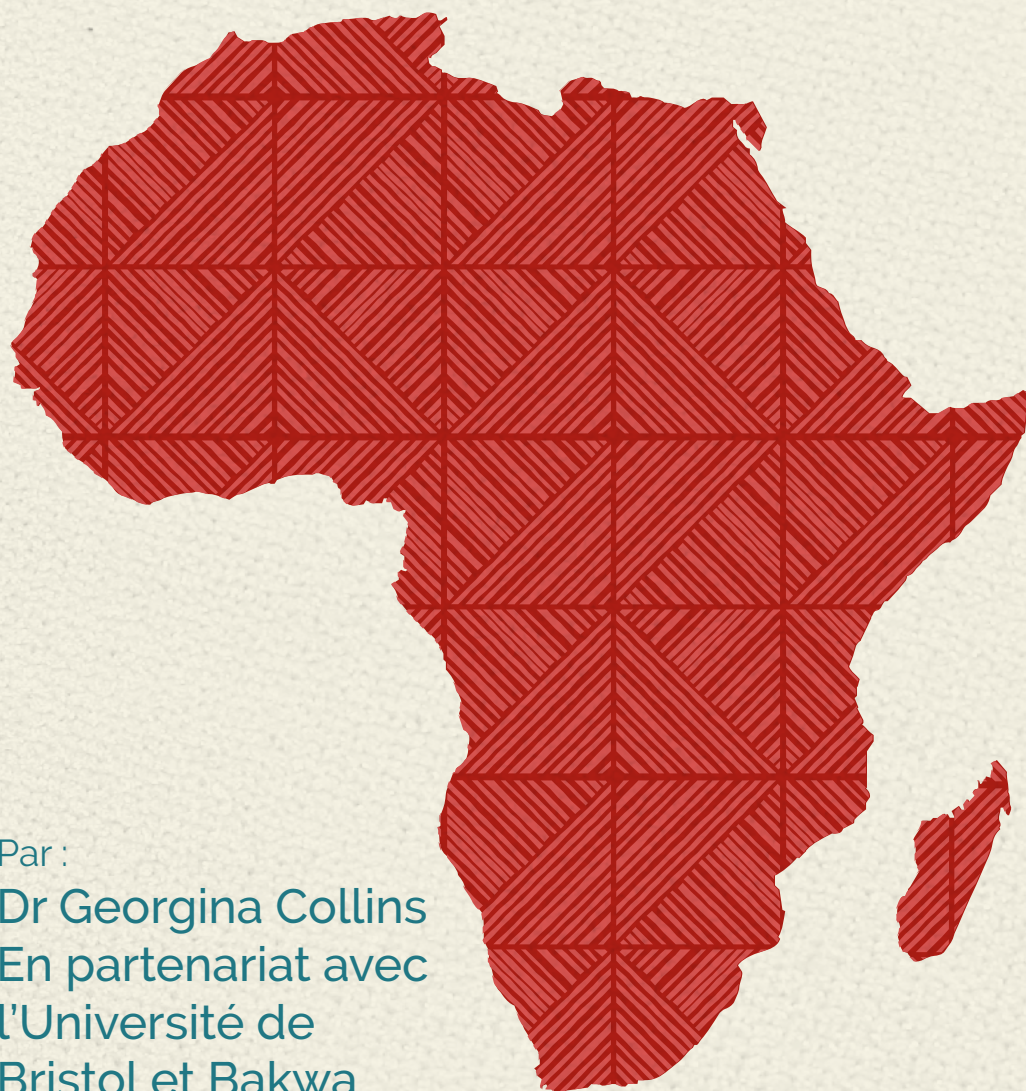 Par :
Dr Georgina Collins
En partenariat avec
l’Université de
Bristol et Bakwa